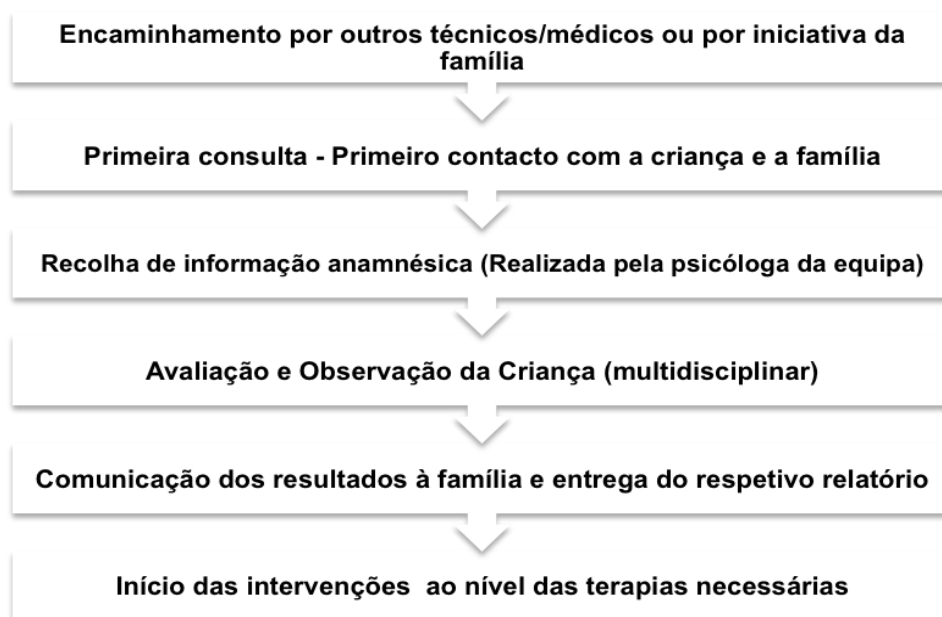 Encaminhamento por outros técnicos/médicos ou por iniciativa da
família
Primeira consulta - Primeiro contacto com a criança e a família
Recolha de informação anamnésica (Realizada pela psicóloga da equipa)
Avaliação e Observação da Criança (multidisciplinar)
Comunicação dos resultados à família e entrega do respetivo relatório
Início das intervenções  ao nível das terapias necessárias